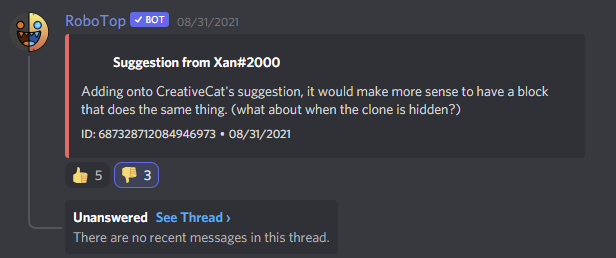 RoboTop ✓ BOT 08/31/2021
Suggestion from Xan#2000
Adding onto CreativeCat's suggestion, it would make more sense to have a block
that does the same thing. (what about when the clone is hidden?)
ID: 687328712084946973 • 08/31/2021
👍 5 👎 3
Unanswered See Thread ›
There are no recent messages in this thread.